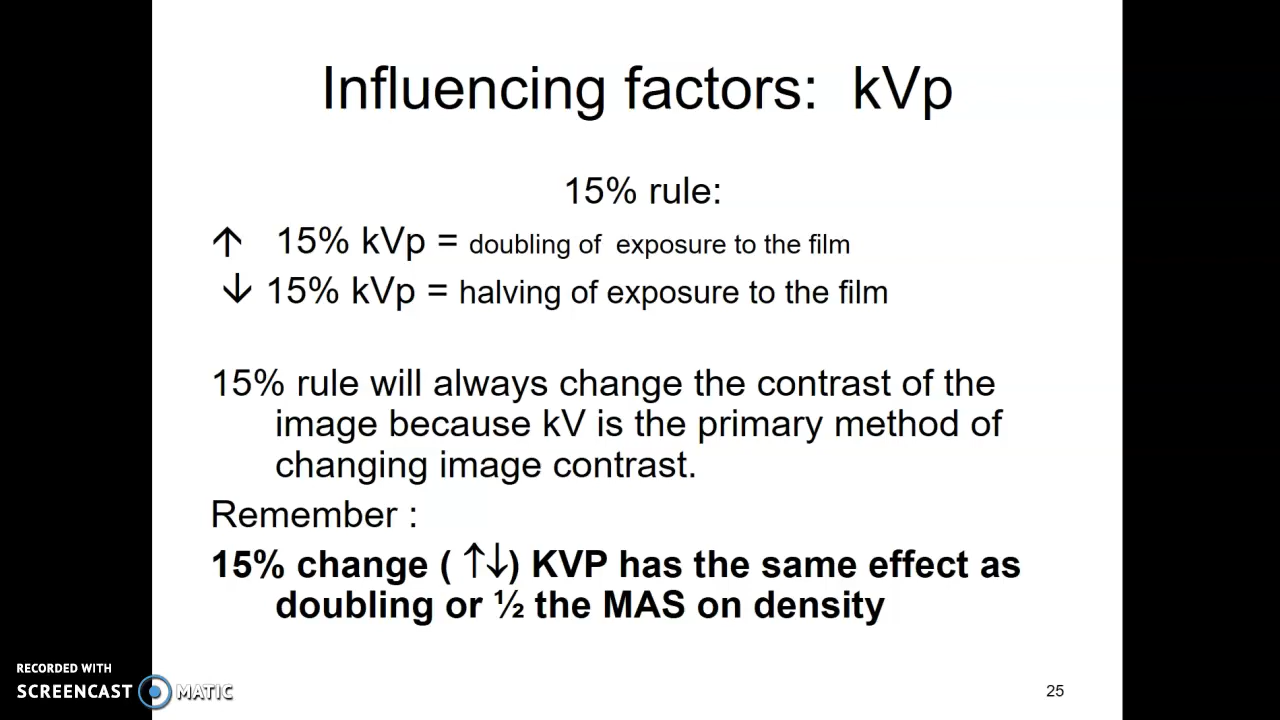 Influencing factors: kVp
15% rule:
↑ 15% kVp = doubling of exposure to the film
↓ 15% kVp = halving of exposure to the film
15% rule will always change the contrast of the
image because kV is the primary method of
changing image contrast.
Remember :
15% change ( ↑↓) KVP has the same effect as
doubling or ½ the MAS on density
RECORDED WITH
SCREENCAST MATIC
25